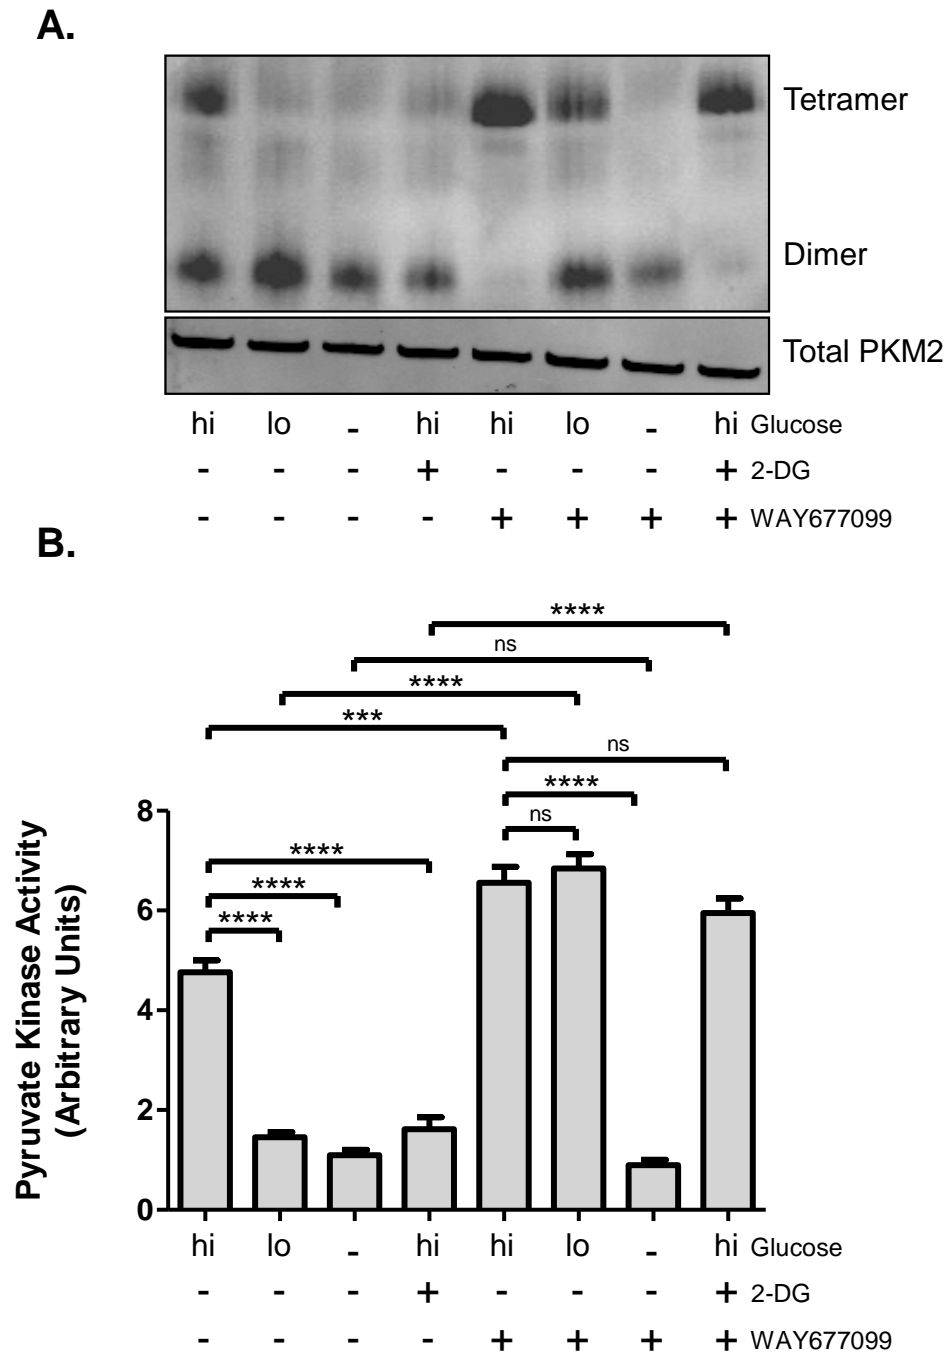 A.
Tetramer
Dimer
Total PKM2
hi lo - hi hi lo - hi Glucose
- - - + - - - + 2-DG
- - - - + + + + WAY677099
B.
****
ns
****
***
ns
****
ns
****
****
****
Pyruvate Kinase Activity
(Arbitrary Units)
8
6
4
2
0
hi lo - hi hi lo - hi Glucose
- - - + - - - + 2-DG
- - - - + + + + WAY677099